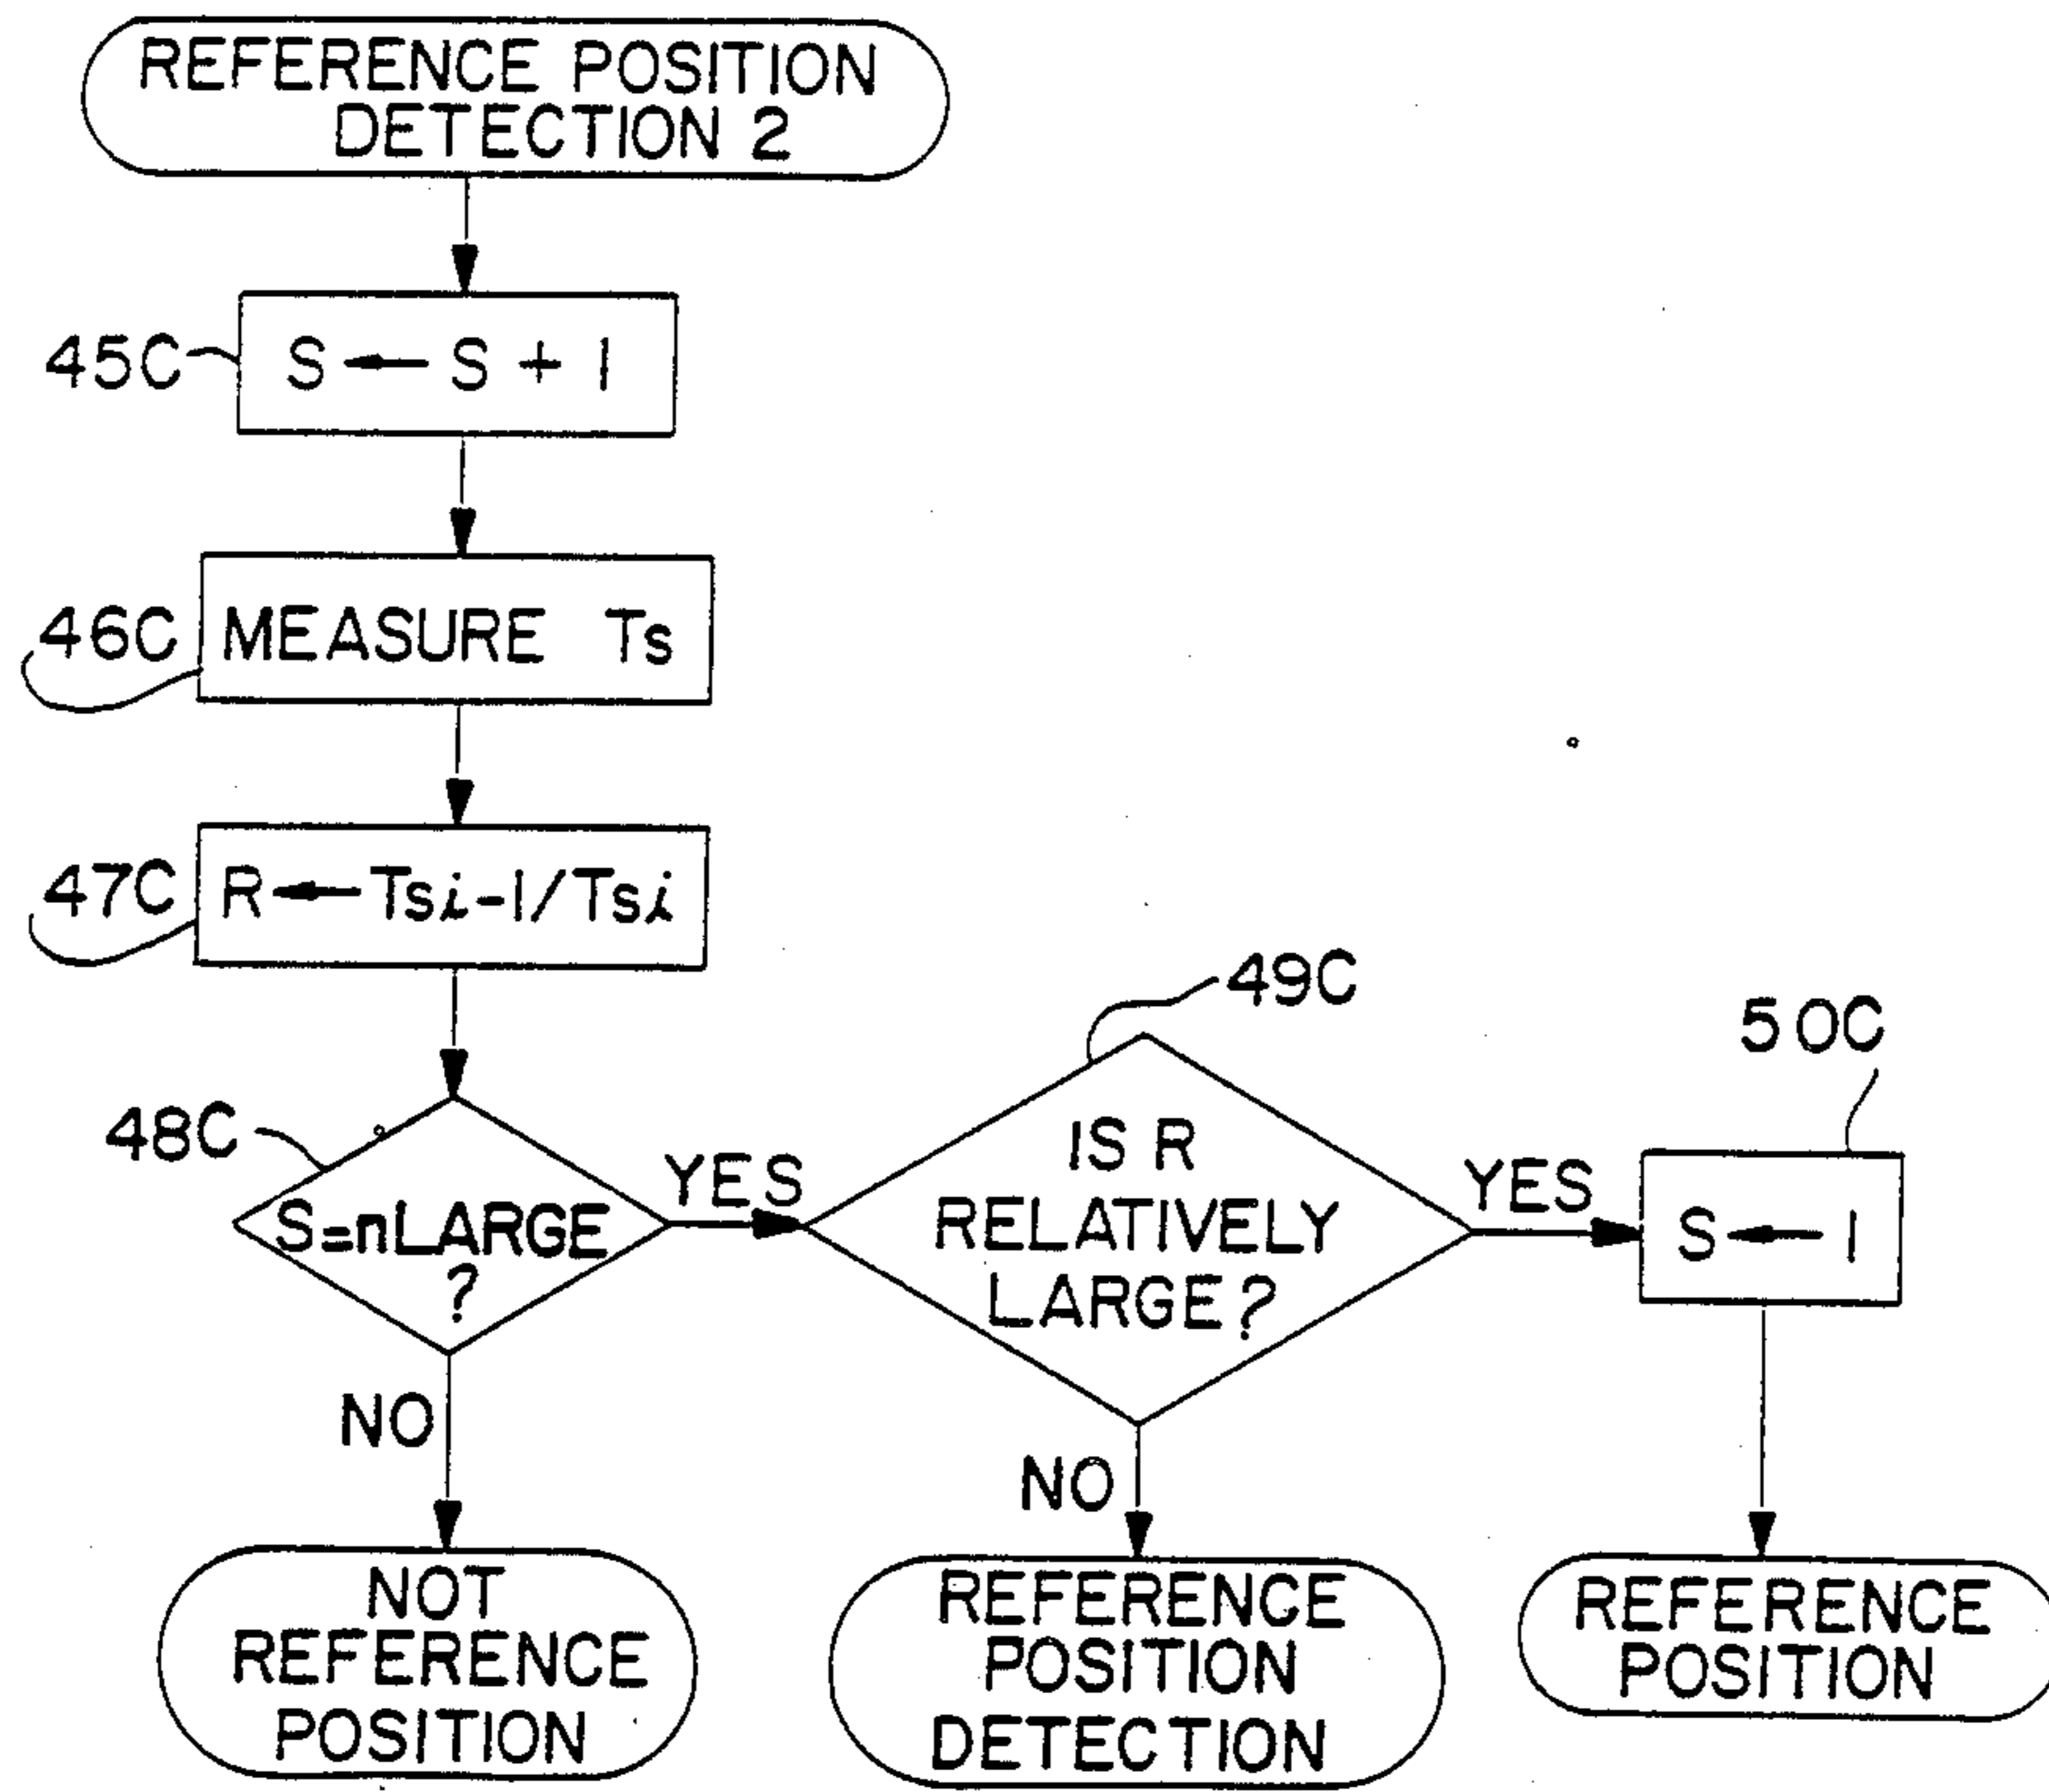 REFERENCE POSITION
DETECTION 2
45C
S ← S + 1
46C
MEASURE Ts
47C
R ← Tsi-1/Tsi
48C
S=nLARGE
?
YES
NO
49C
IS R
RELATIVELY
LARGE?
YES
NO
50C
S ← 1
NOT
REFERENCE
POSITION
REFERENCE
POSITION
DETECTION
REFERENCE
POSITION